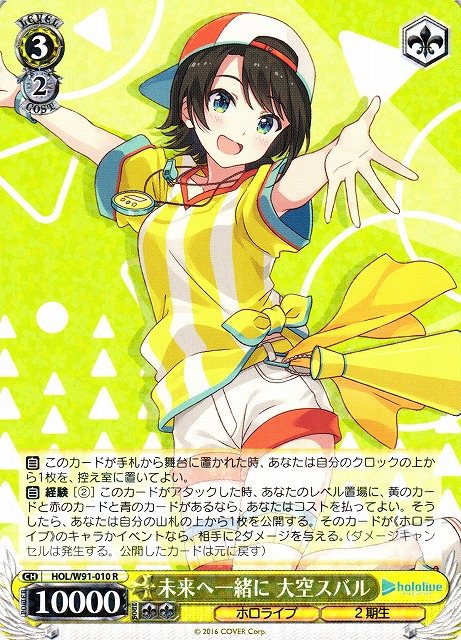 LEVEL
3
2
COST
自 このカードが手札から舞台に置かれた時、あなたは自分のクロックの上か
ら1枚を、控え室に置いてよい。
自 経験 [②] このカードがアタックした時、あなたのレベル置場に、黄のカー
ドと赤のカードと青のカードがあるなら、あなたはコストを払ってよい。そう
したら、あなたは自分の山札の上から1枚を公開する。そのカードが《ホロラ
イブ》のキャラかイベントなら、相手に2ダメージを与える。(ダメージキャン
セルは発生する。公開したカードは元に戻す)
CH HOL/W91-010 R
POWER
10000
未来へ一緒に 大空スバル
hololive
ホロライブ
2期生
© 2016 COVER Corp.